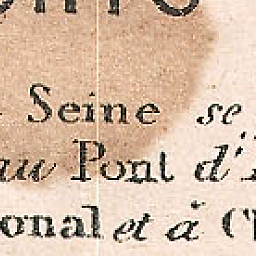 Seine se
au Pont d'
onal et à C